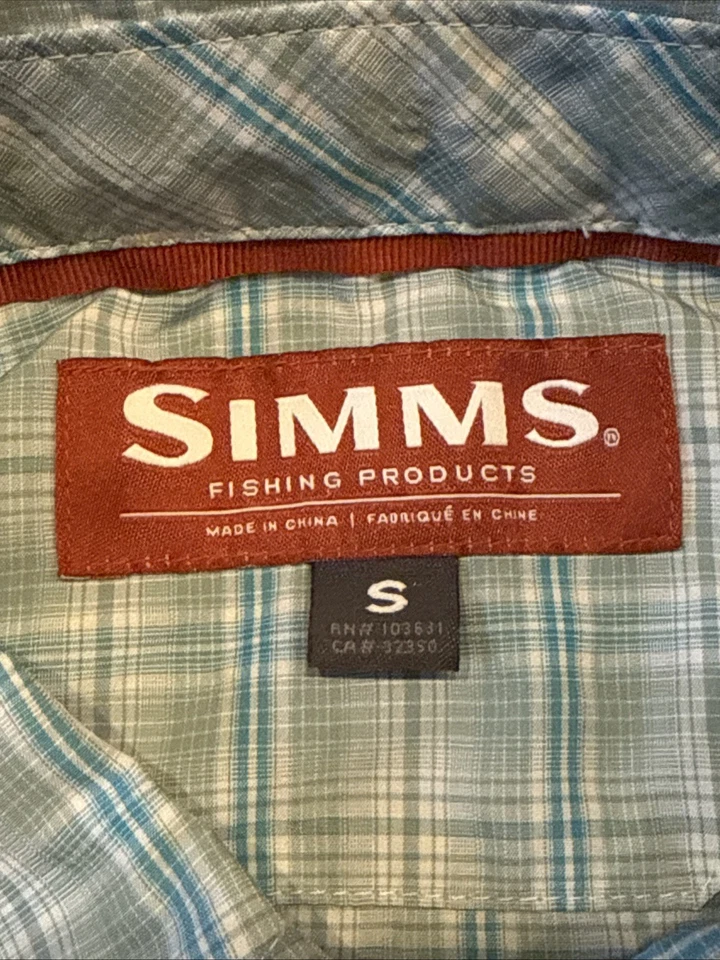 SIMMS®
FISHING PRODUCTS
MADE IN CHINA | FABRIQUÉ EN CHINE
S
RN# 103631
CA# 32350